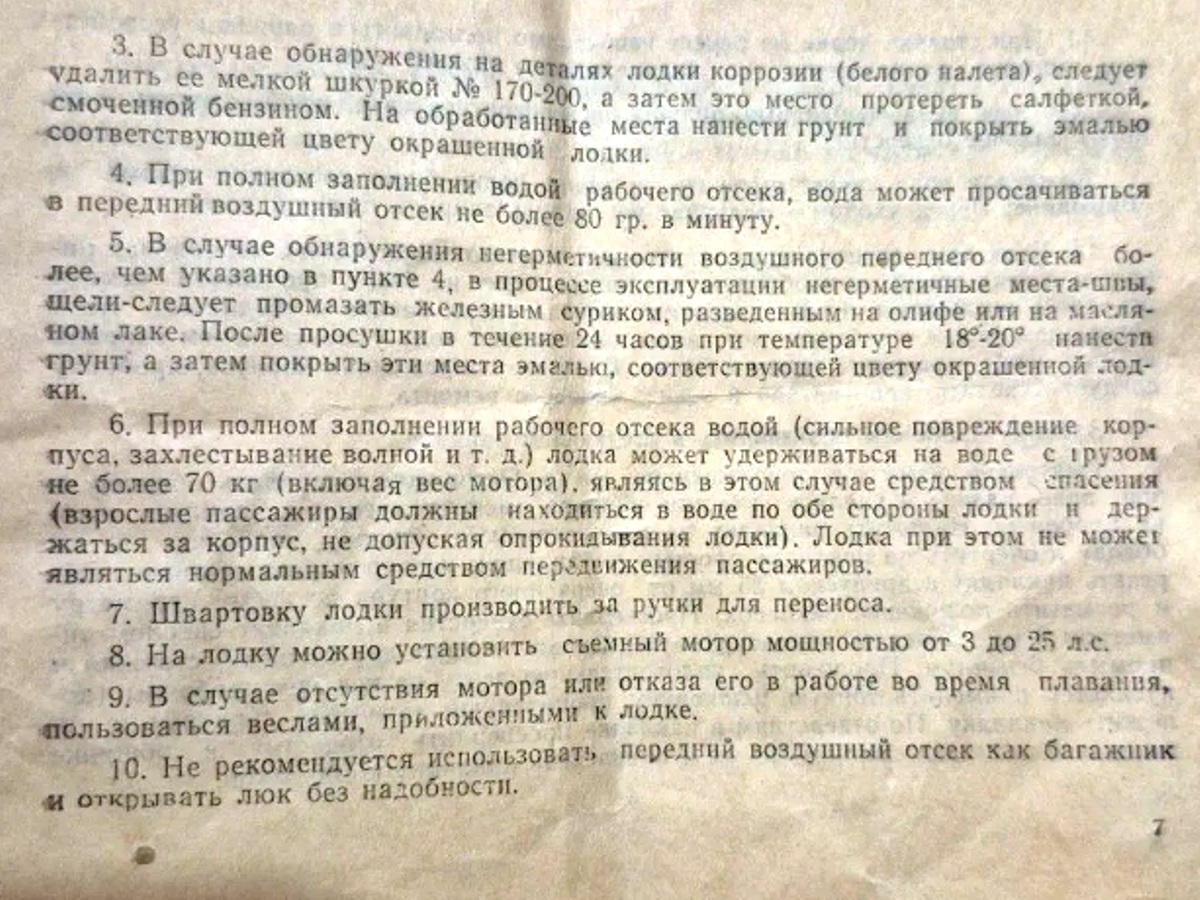 3. В случае обнаружения на деталях лодки коррозии (белого налета), следует
удалить ее мелкой шкуркой № 170-200, а затем это место протереть салфеткой,
смоченной бензином. На обработанные места нанести грунт и покрыть эмалью
соответствующей цвету окрашенной лодки.
4. При полном заполнении водой рабочего отсека, вода может просачиваться
в передний воздушный отсек не более 80 гр. в минуту.
5. В случае обнаружения негерметичности воздушного переднего отсека бо-
лее, чем указано в пункте 4, в процессе эксплуатации негерметичные места-швы,
щели-следует промазать железным суриком, разведенным на олифе или на масля-
ном лаке. После просушки в течение 24 часов при температуре 18°-20° нанести
грунт, а затем покрыть эти места эмалью, соответствующей цвету окрашенной лод-
ки.
6. При полном заполнении рабочего отсека водой (сильное повреждение кор-
пуса, захлестывание волной и т. д.) лодка может удерживаться на воде с грузом
не более 70 кг (включая вес мотора), являясь в этом случае средством спасения
(взрослые пассажиры должны находиться в воде по обе стороны лодки и дер-
жаться за корпус, не допуская опрокидывания лодки). Лодка при этом не может
являться нормальным средством передвижения пассажиров.
7. Швартовку лодки производить за ручки для переноса.
8. На лодку можно установить съемный мотор мощностью от 3 до 25 л.с.
9. В случае отсутствия мотора или отказа его в работе во время плавания,
пользоваться веслами, приложенными к лодке.
10. Не рекомендуется использовать передний воздушный отсек как багажник
и открывать люк без надобности.
7